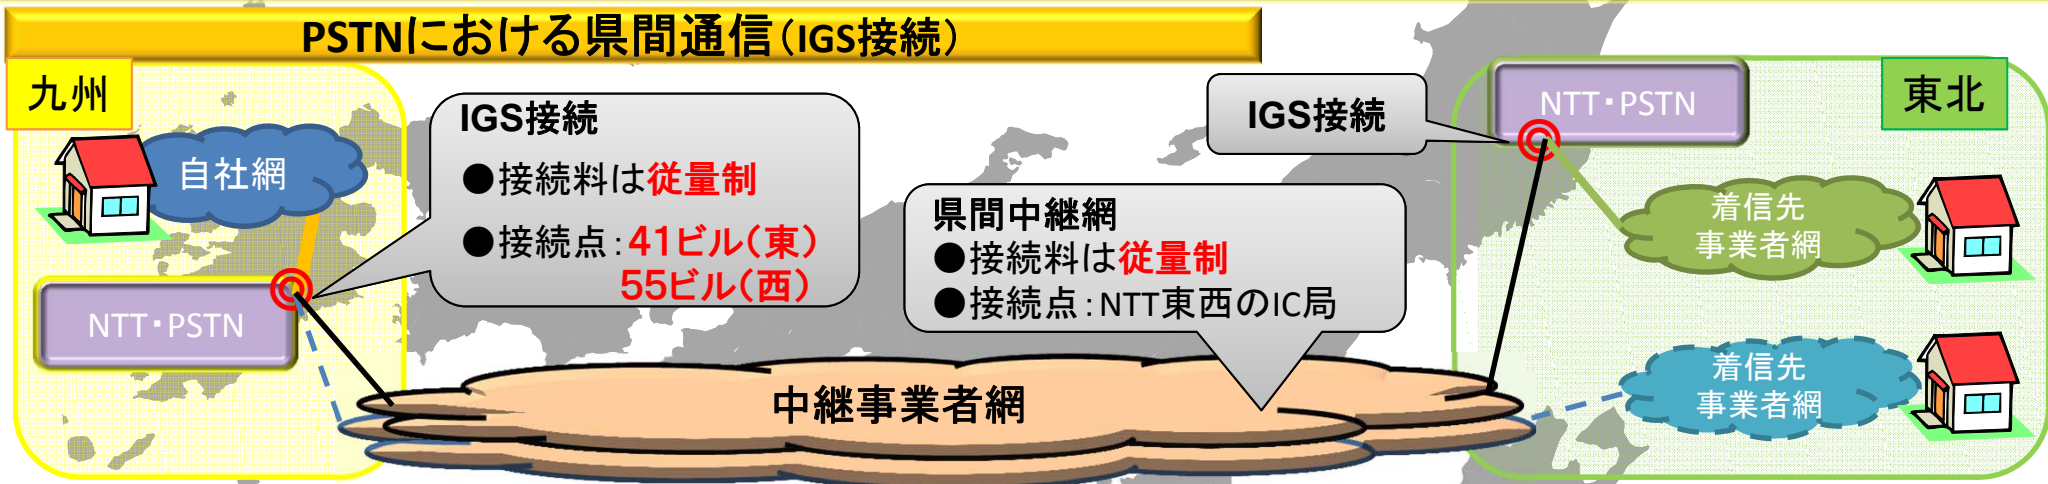 PSTNにおける県間通信(IGS接続)
九州
自社網
NTT・PSTN
IGS接続
●接続料は従量制
●接続点:41ビル(東)
55ビル(西)
IGS接続
県間中継網
●接続料は従量制
●接続点:NTT東西のIC局
中継事業者網
NTT・PSTN
東北
着信先
事業者網
着信先
事業者網